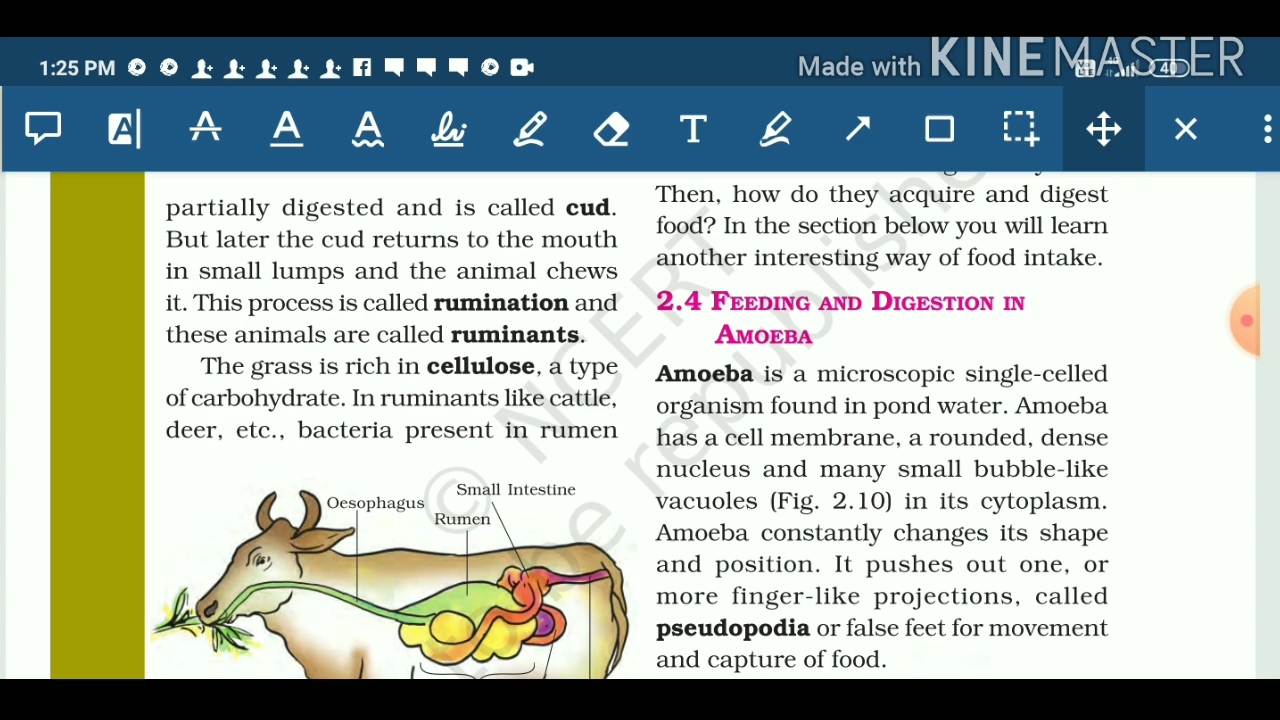 1:25 PM
Made with KINEMASTER
40
A
A
A
A
T
partially digested and is called cud.
But later the cud returns to the mouth
in small lumps and the animal chews
it. This process is called rumination and
these animals are called ruminants.
The grass is rich in cellulose, a type
of carbohydrate. In ruminants like cattle,
deer, etc., bacteria present in rumen
Oesophagus
Small Intestine
Rumen
Then, how do they acquire and digest
food? In the section below you will learn
another interesting way of food intake.
2.4 FEEDING AND DIGESTION IN
AMOEBA
Amoeba is a microscopic single-celled
organism found in pond water. Amoeba
has a cell membrane, a rounded, dense
nucleus and many small bubble-like
vacuoles (Fig. 2.10) in its cytoplasm.
Amoeba constantly changes its shape
and position. It pushes out one, or
more finger-like projections, called
pseudopodia or false feet for movement
and capture of food.
© NCERT
be republishe